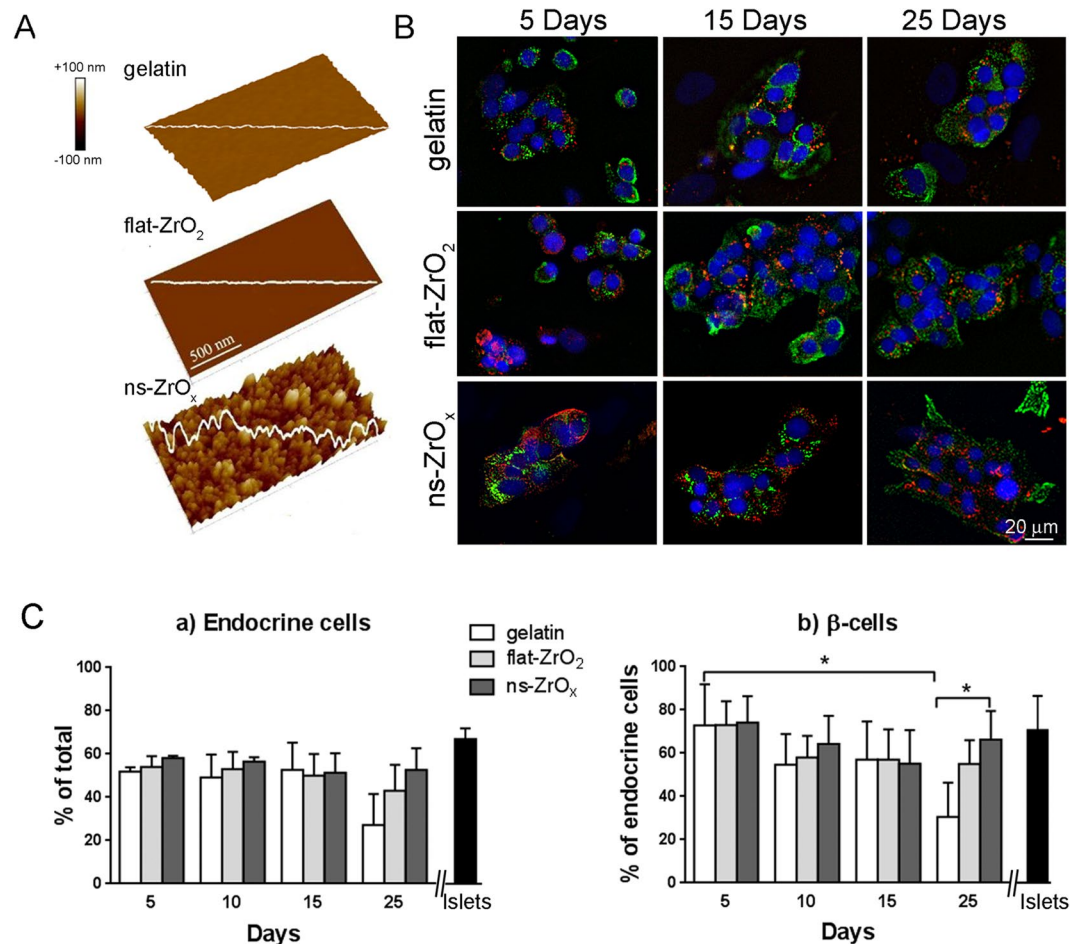 A
+100 nm
-100 nm
gelatin
flat-ZrO2
500 nm
ns-ZrOx
B
5 Days
15 Days
25 Days
gelatin
flat-ZrO2
ns-ZrOx
20 μm
C
a) Endocrine cells
% of total
100
80
60
40
20
0
5
10
15
25
Islets
Days
gelatin
flat-ZrO2
ns-ZrOx
b) β-cells
% of endocrine cells
100
80
60
40
20
0
*
*
5
10
15
25
Islets
Days